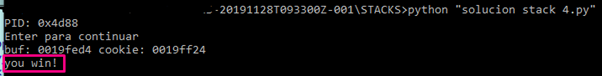 -20191128T093300Z-001\STACKS>python "solucion stack 4.py"
PID: 0x4d88
Enter para continuar
buf: 0019fed4 cookie: 0019ff24
you win!